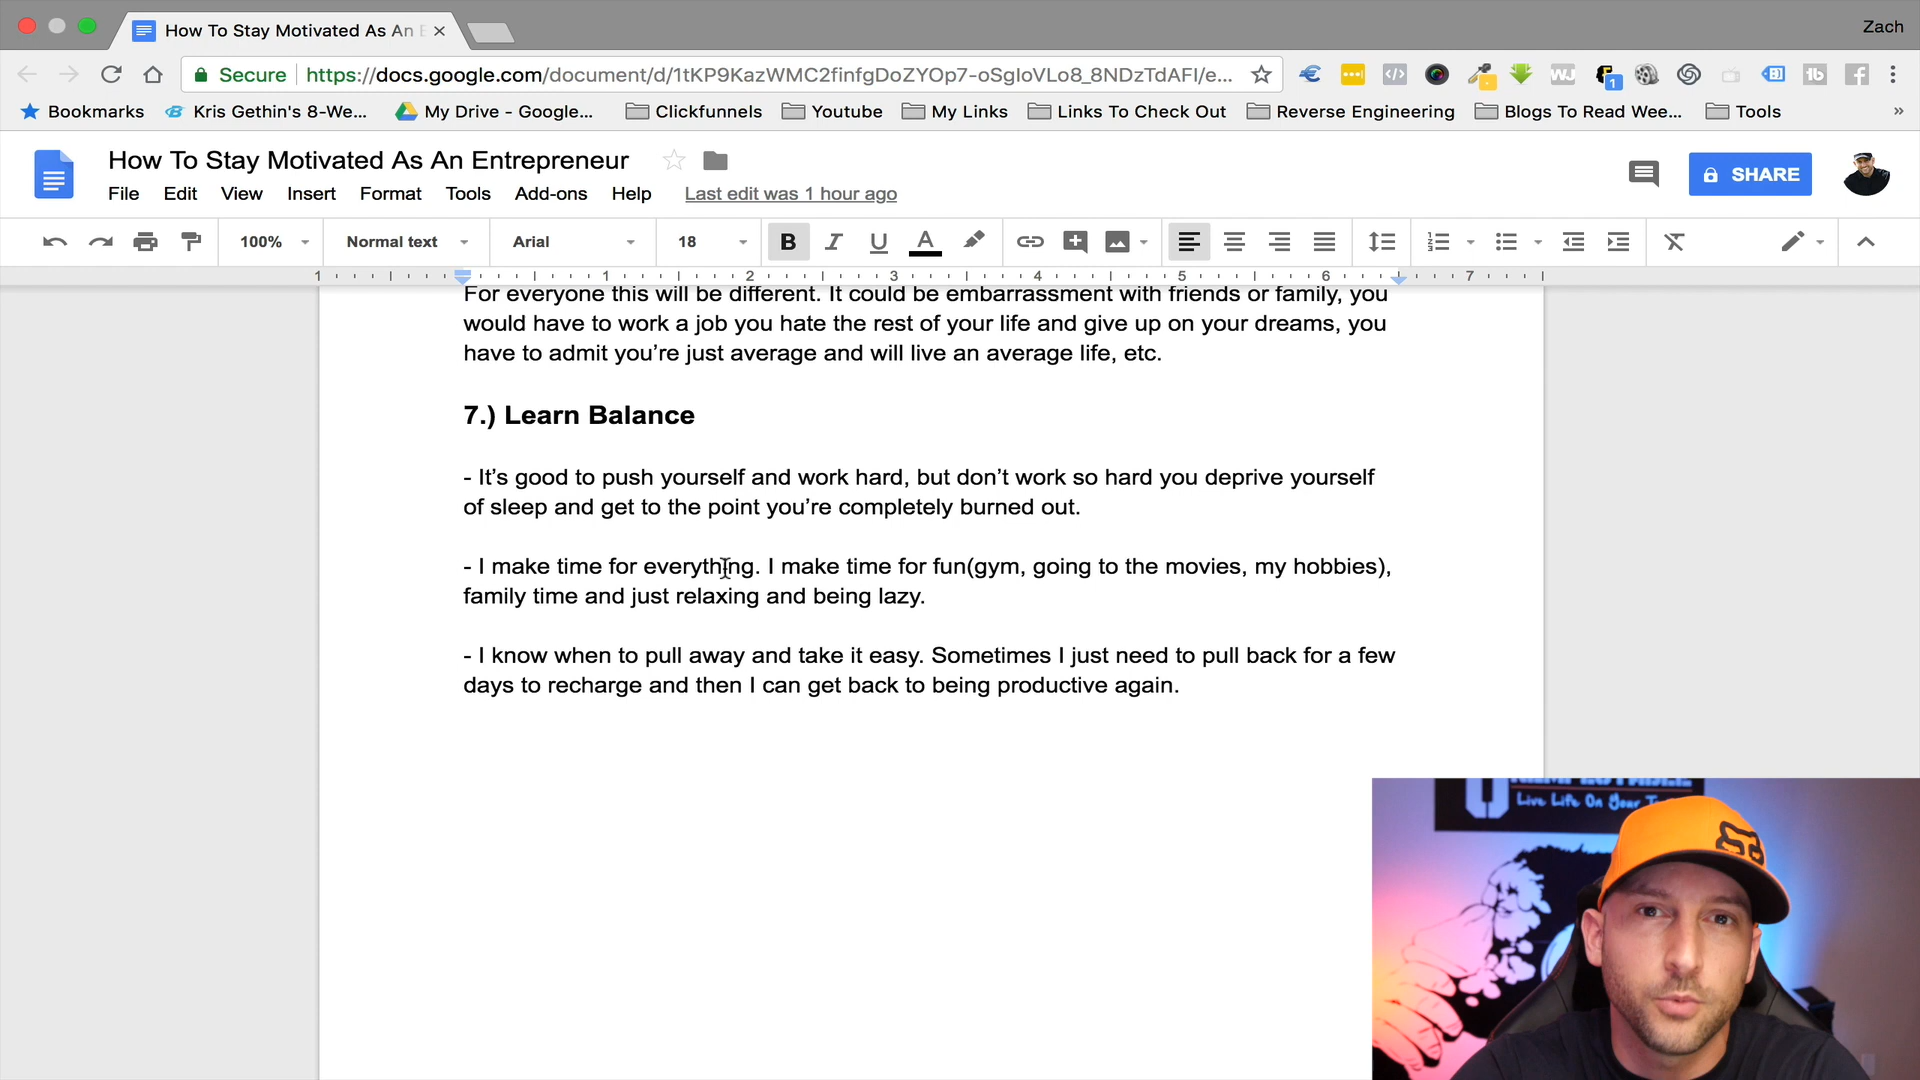 How To Stay Motivated As An E
Zach
Secure
https://docs.google.com/document/d/1tKP9KazWMC2finfgDoZYOp7-oSgIoVLo8_8NDzTdAFI/e...
Bookmarks
Kris Gethin's 8-We...
My Drive - Google...
Clickfunnels
Youtube
My Links
Links To Check Out
Reverse Engineering
Blogs To Read Wee...
Tools
»
How To Stay Motivated As An Entrepreneur
File Edit View Insert Format Tools Add-ons Help Last edit was 1 hour ago
SHARE
100% Normal text Arial 18 B I U A
1 1 2 3 4 5 6 7
For everyone this will be different. It could be embarrassment with friends or family, you
would have to work a job you hate the rest of your life and give up on your dreams, you
have to admit you’re just average and will live an average life, etc.
7.) Learn Balance
- It’s good to push yourself and work hard, but don’t work so hard you deprive yourself
of sleep and get to the point you’re completely burned out.
- I make time for everything. I make time for fun(gym, going to the movies, my hobbies),
family time and just relaxing and being lazy.
- I know when to pull away and take it easy. Sometimes I just need to pull back for a few
days to recharge and then I can get back to being productive again.
Live Life On Your